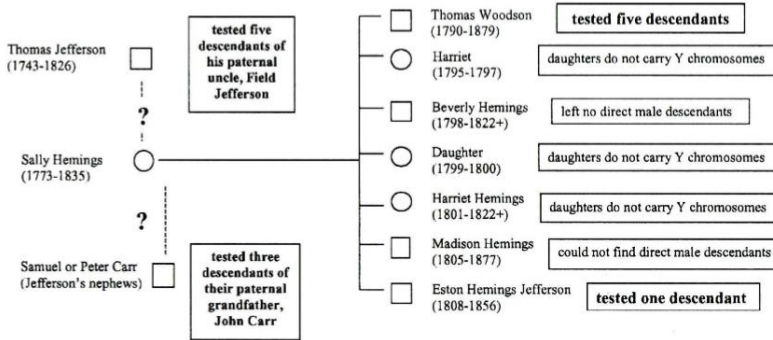 Thomas Jefferson
(1743-1826)
?
Sally Hemings
(1773-1835)
?
Samuel or Peter Carr
(Jefferson's nephews)
tested five
descendants of
his paternal
uncle, Field
Jefferson
tested three
descendants of
their paternal
grandfather,
John Carr
Thomas Woodson
(1790-1879)
tested five descendants
Harriet
(1795-1797)
daughters do not carry Y chromosomes
Beverly Hemings
(1798-1822+)
left no direct male descendants
Daughter
(1799-1800)
daughters do not carry Y chromosomes
Harriet Hemings
(1801-1822+)
daughters do not carry Y chromosomes
Madison Hemings
(1805-1877)
could not find direct male descendants
Eston Hemings Jefferson
(1808-1856)
tested one descendant